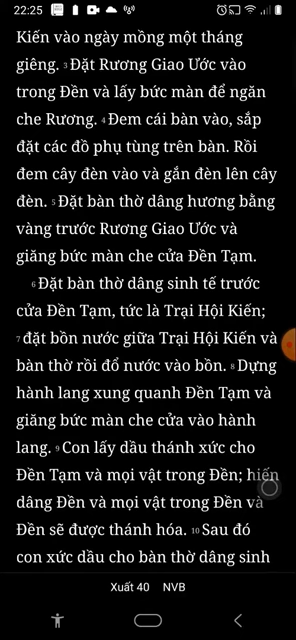 22:25
Kiến vào ngày mồng một tháng
giêng. 3 Đặt Rương Giao Ước vào
trong Đền và lấy bức màn để ngăn
che Rương. 4 Đem cái bàn vào, sắp
đặt các đồ phụ tùng trên bàn. Rồi
đem cây đèn vào và gắn đèn lên cây
đèn. 5 Đặt bàn thờ dâng hương bằng
vàng trước Rương Giao Ước và
giăng bức màn che cửa Đền Tạm.
6 Đặt bàn thờ dâng sinh tế trước
cửa Đền Tạm, tức là Trại Hội Kiến;
7 đặt bồn nước giữa Trại Hội Kiến và
bàn thờ rồi đổ nước vào bồn. 8 Dựng
hành lang xung quanh Đền Tạm và
giăng bức màn che cửa vào hành
lang. 9 Con lấy dầu thánh xức cho
Đền Tạm và mọi vật trong Đền; hiến
dâng Đền và mọi vật trong Đền và
Đền sẽ được thánh hóa. 10 Sau đó
con xức dầu cho bàn thờ dâng sinh
Xuất 40 NVB